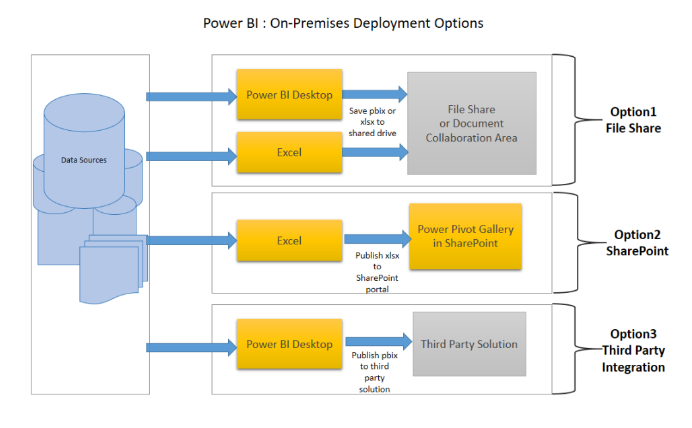 Power BI : On-Premises Deployment Options
Data Sources
Power BI Desktop
Save pbix or
xlsx to
shared drive
Excel
File Share
or Document
Collaboration Area
Option1
File Share
Excel
Publish xlsx
to
SharePoint
portal
Power Pivot Gallery
in SharePoint
Option2
SharePoint
Power BI Desktop
Publish pbix
to third
party
solution
Third Party Solution
Option3
Third Party
Integration